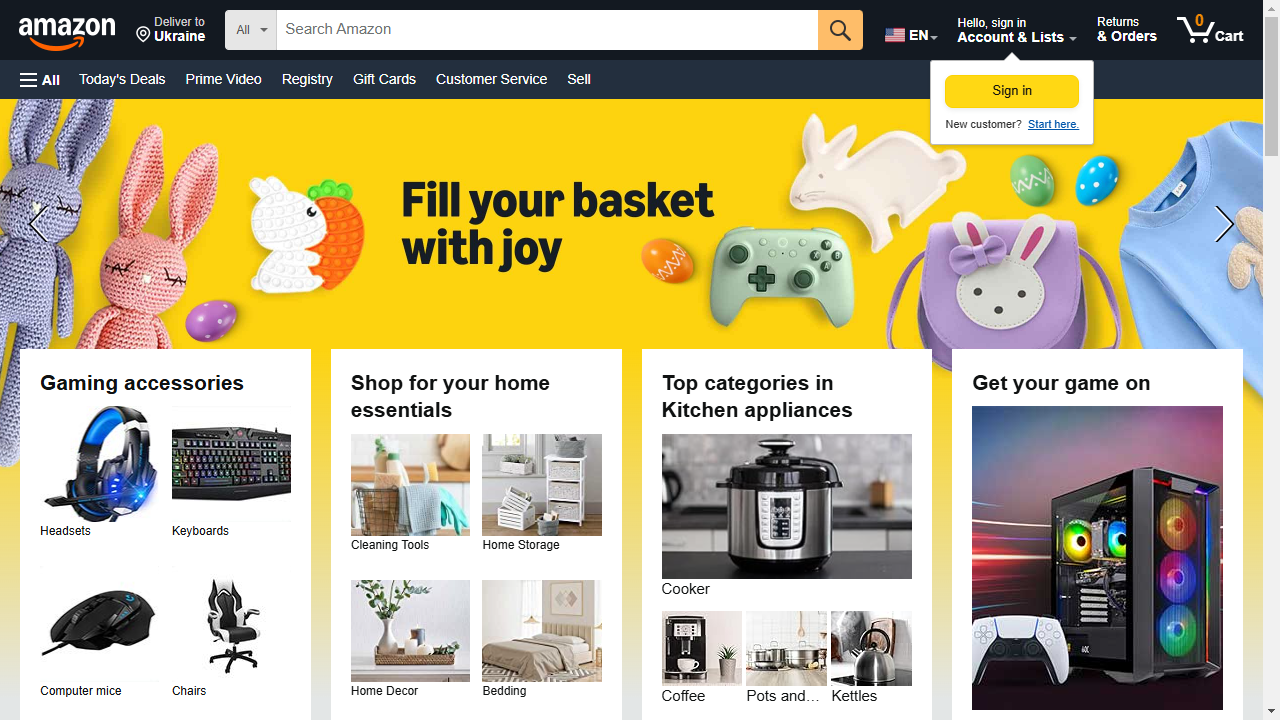 amazon
Deliver to
Ukraine
All
Search Amazon
EN
Hello, sign in
Account & Lists
Returns
& Orders
0
Cart
All
Today's Deals
Prime Video
Registry
Gift Cards
Customer Service
Sell
Sign in
New customer? Start here.
Fill your basket
with joy
X
Y
A
B
Gaming accessories
Headsets
Keyboards
Computer mice
Chairs
Shop for your home
essentials
Cleaning Tools
Home Storage
Home Decor
Bedding
Top categories in
Kitchen appliances
Cooker
Coffee
Pots and…
Kettles
Get your game on